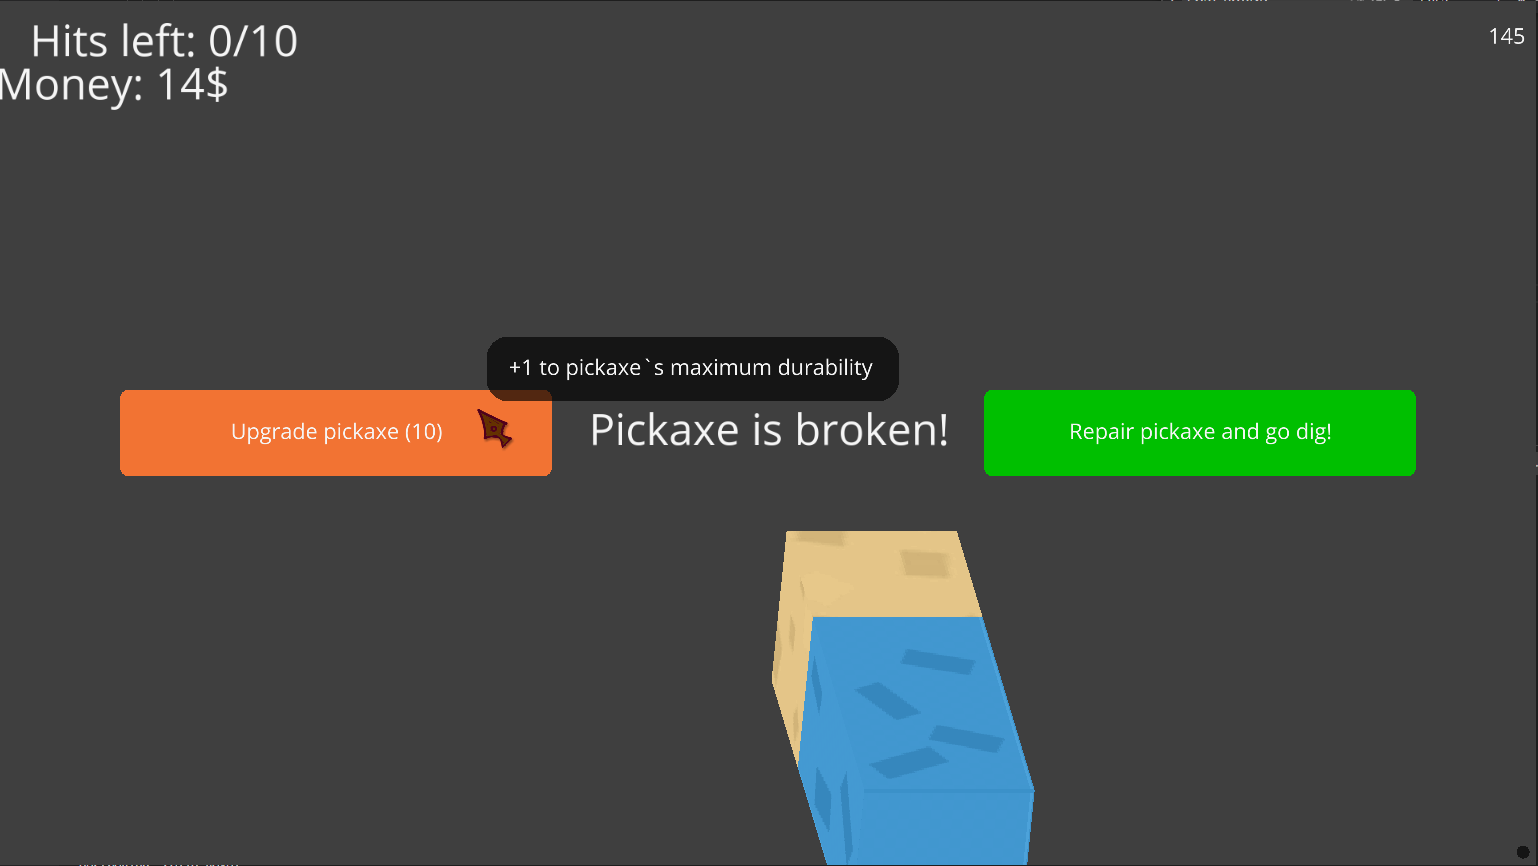 Hits left: 0/10
145
Money: 14$
+1 to pickaxe`s maximum durability
Upgrade pickaxe (10)
Pickaxe is broken!
Repair pickaxe and go dig!